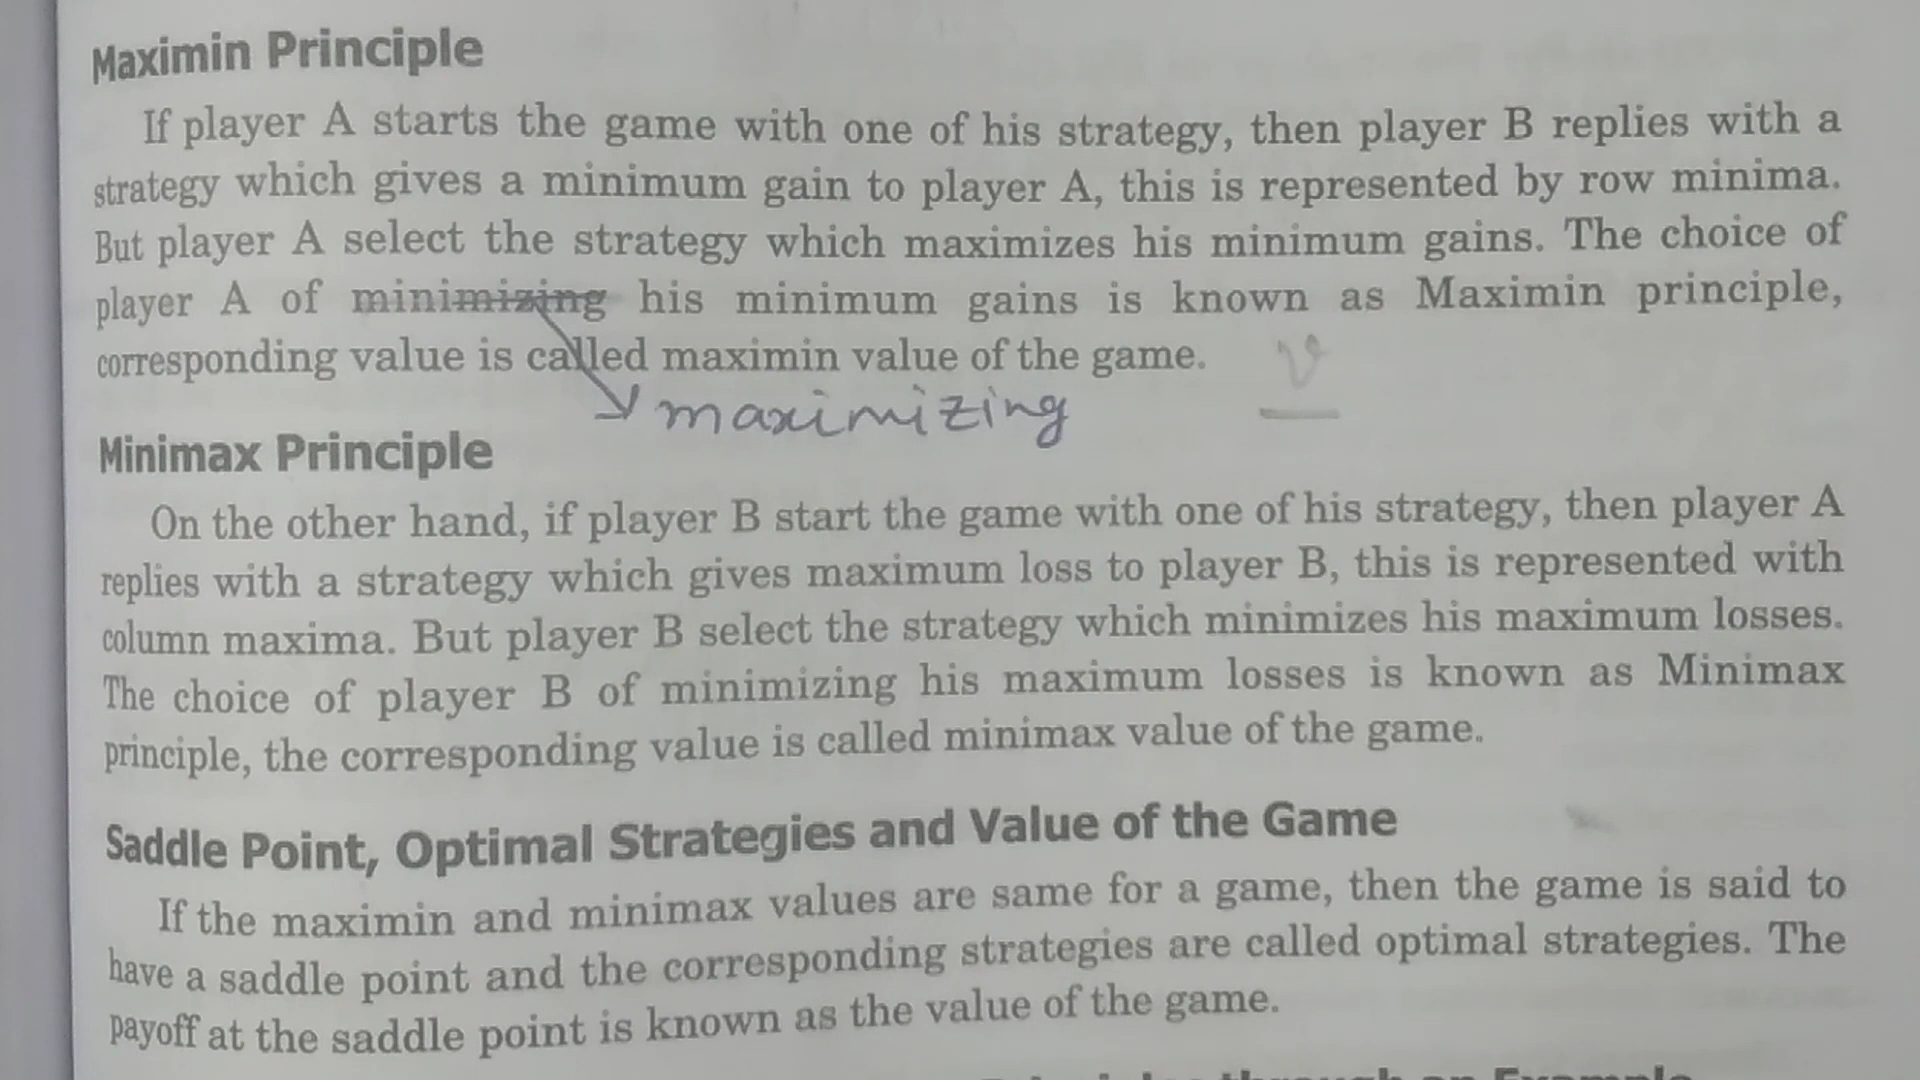 Maximin Principle
If player A starts the game with one of his strategy, then player B replies with a
strategy which gives a minimum gain to player A, this is represented by row minima.
But player A select the strategy which maximizes his minimum gains. The choice of
player A of minimizing his minimum gains is known as Maximin principle,
corresponding value is called maximin value of the game.
maximizing
Minimax Principle
On the other hand, if player B start the game with one of his strategy, then player A
replies with a strategy which gives maximum loss to player B, this is represented with
column maxima. But player B select the strategy which minimizes his maximum losses.
The choice of player B of minimizing his maximum losses is known as Minimax
principle, the corresponding value is called minimax value of the game.
Saddle Point, Optimal Strategies and Value of the Game
If the maximin and minimax values are same for a game, then the game is said to
have a saddle point and the corresponding strategies are called optimal strategies. The
payoff at the saddle point is known as the value of the game.
through an Example